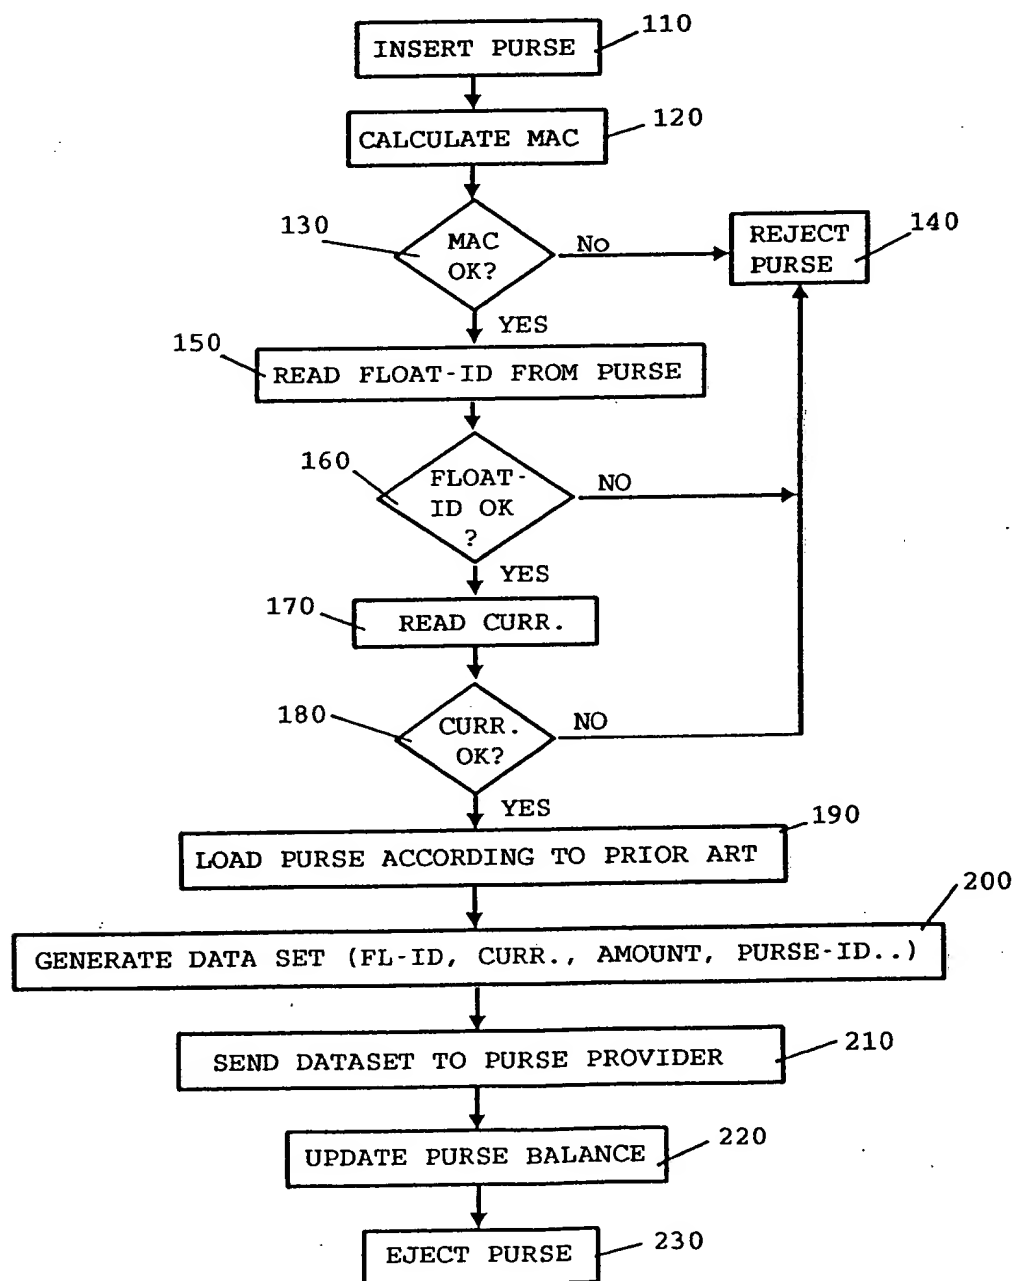 INSERT PURSE
110
CALCULATE MAC
120
130
MAC
OK?
No
REJECT
PURSE
140
YES
150
READ FLOAT-ID FROM PURSE
160
FLOAT-
ID OK
?
NO
YES
170
READ CURR.
180
CURR.
OK?
NO
YES
190
LOAD PURSE ACCORDING TO PRIOR ART
200
GENERATE DATA SET (FL-ID, CURR., AMOUNT, PURSE-ID..)
SEND DATASET TO PURSE PROVIDER
210
UPDATE PURSE BALANCE
220
EJECT PURSE
230